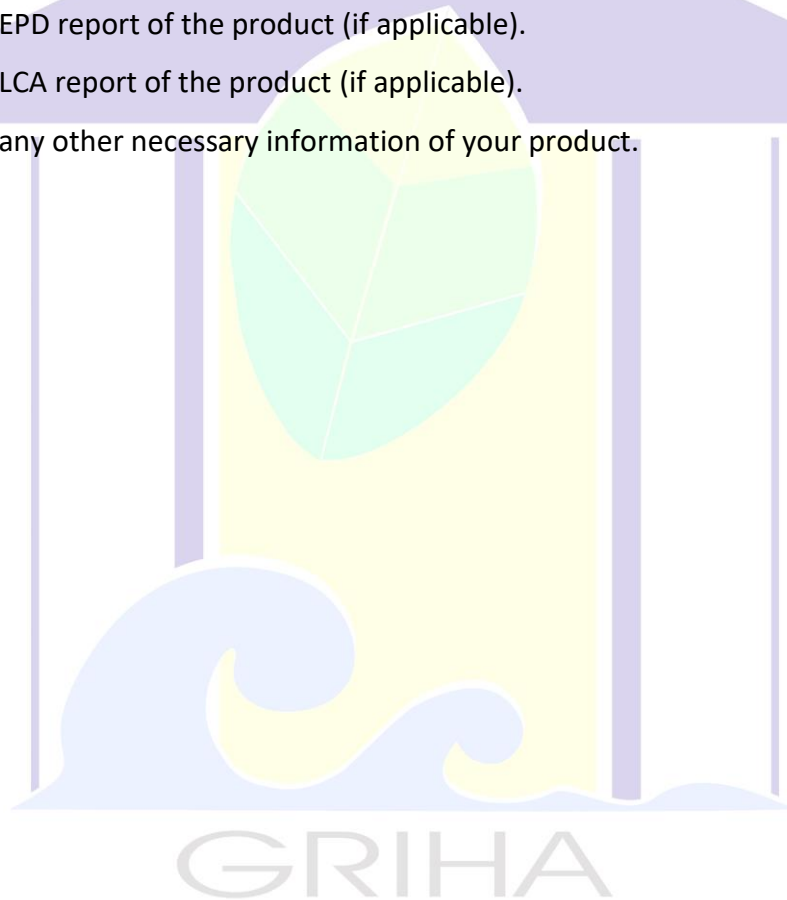 EPD report of the product (if applicable).
LCA report of the product (if applicable).
any other necessary information of your product.
GRIHA